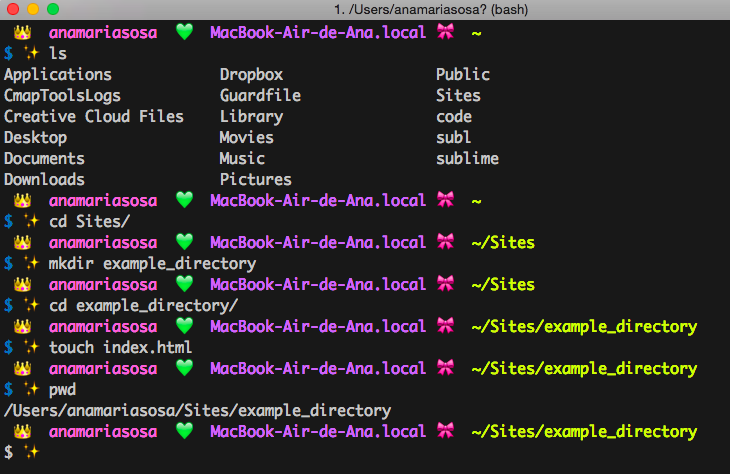 1. /Users/anamariasosa? (bash)
👑 anamariasosa 💚 MacBook-Air-de-Ana.local 🎀 ~
$ ✨ ls
Applications Dropbox Public
CmapToolsLogs Guardfile Sites
Creative Cloud Files Library code
Desktop Movies subl
Documents Music sublime
Downloads Pictures
👑 anamariasosa 💚 MacBook-Air-de-Ana.local 🎀 ~
$ ✨ cd Sites/
👑 anamariasosa 💚 MacBook-Air-de-Ana.local 🎀 ~/Sites
$ ✨ mkdir example_directory
👑 anamariasosa 💚 MacBook-Air-de-Ana.local 🎀 ~/Sites
$ ✨ cd example_directory/
👑 anamariasosa 💚 MacBook-Air-de-Ana.local 🎀 ~/Sites/example_directory
$ ✨ touch index.html
👑 anamariasosa 💚 MacBook-Air-de-Ana.local 🎀 ~/Sites/example_directory
$ ✨ pwd
/Users/anamariasosa/Sites/example_directory
👑 anamariasosa 💚 MacBook-Air-de-Ana.local 🎀 ~/Sites/example_directory
$ ✨